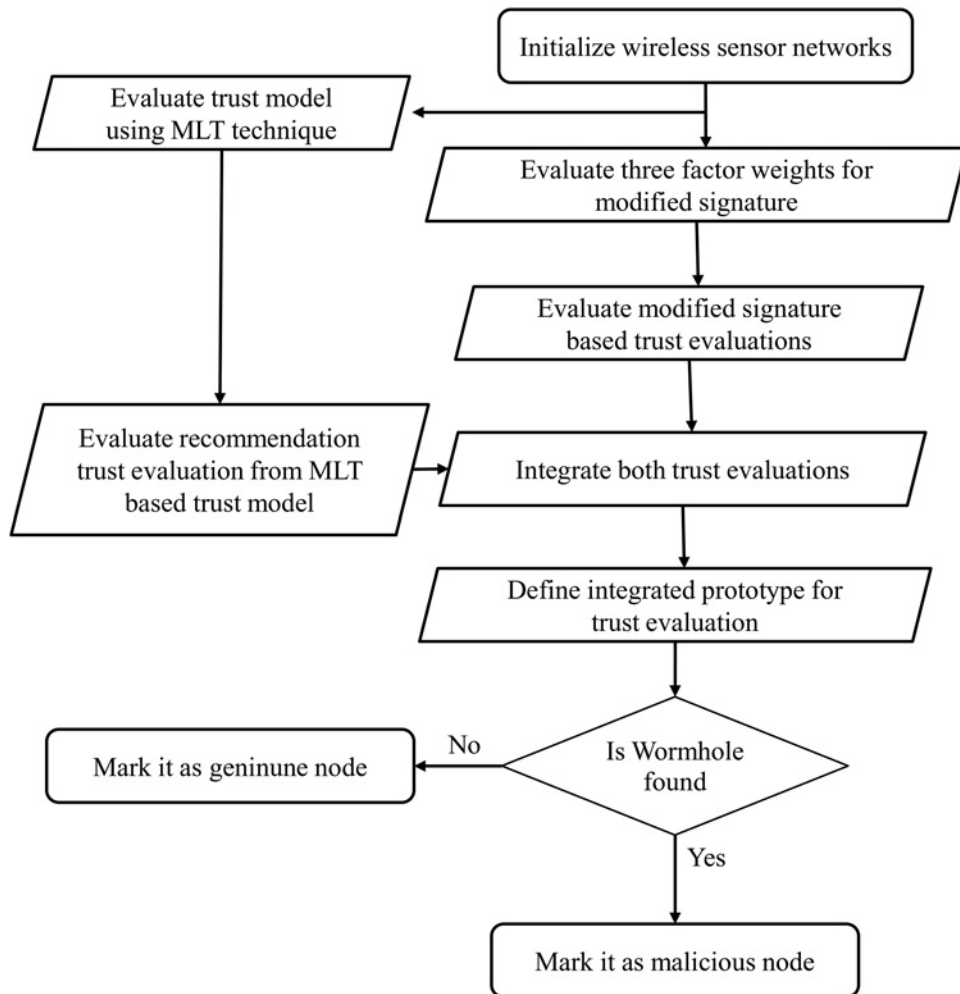 Initialize wireless sensor networks
Evaluate trust model
using MLT technique
Evaluate three factor weights for
modified signature
Evaluate modified signature
based trust evaluations
Evaluate recommendation
trust evaluation from MLT
based trust model
Integrate both trust evaluations
Define integrated prototype for
trust evaluation
Is Wormhole
found
No
Mark it as geninune node
Yes
Mark it as malicious node